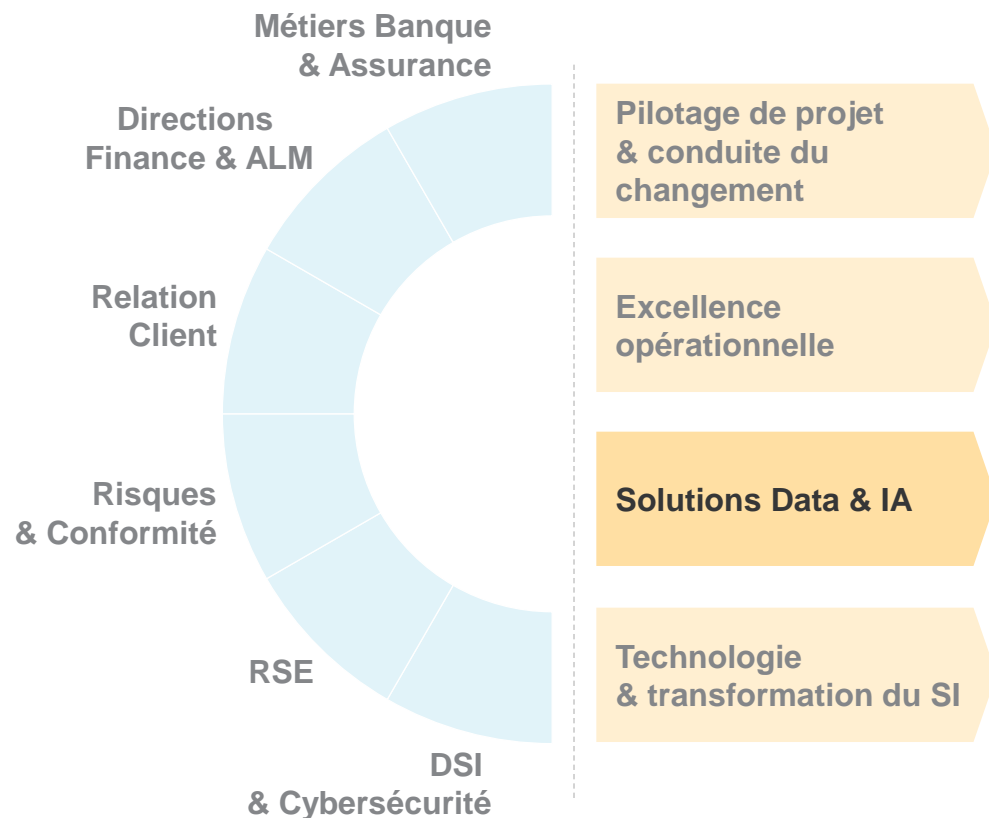 Métiers Banque
& Assurance
Directions
Finance & ALM
Relation
Client
Risques
& Conformité
RSE
DSI
& Cybersécurité
Pilotage de projet
& conduite du
changement
Excellence
opérationnelle
Solutions Data & IA
Technologie
& transformation du SI